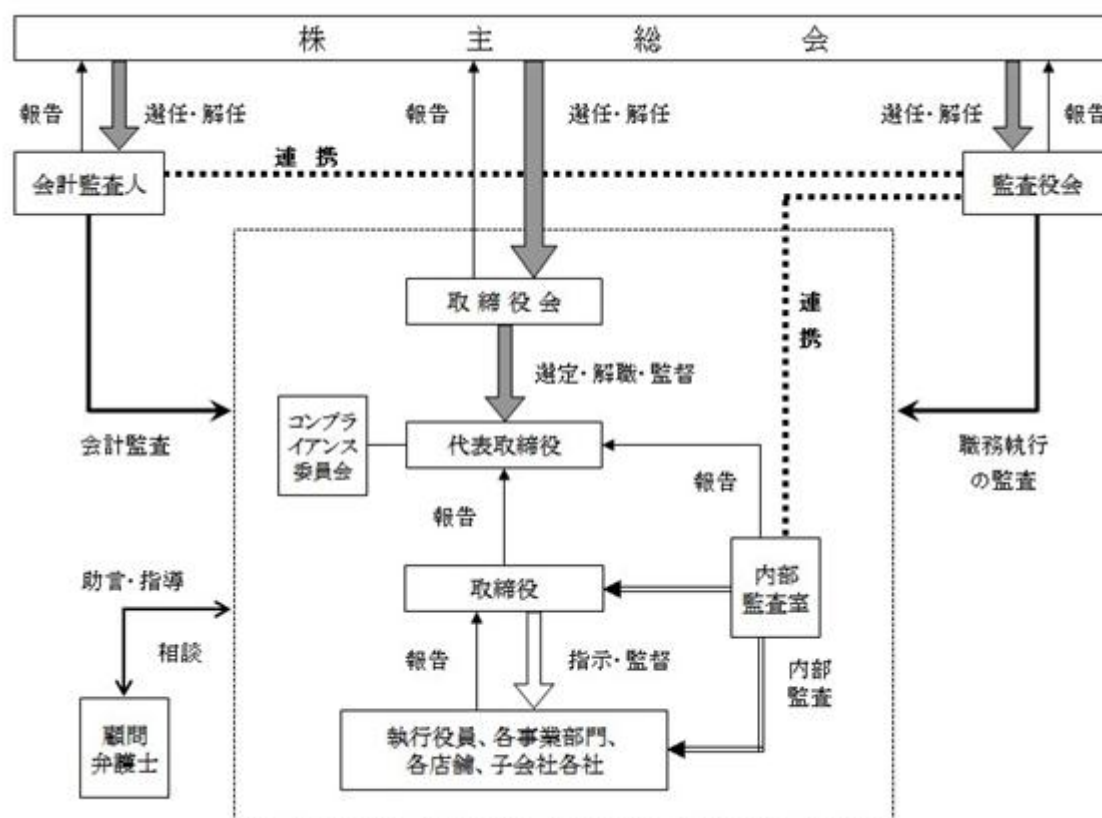 株主総会
報告
選任・解任
報告
選任・解任
選任・解任
報告
連携
会計監査人
監査役会
取締役会
連
携
選定・解職・監督
コンプラ
イアンス
委員会
代表取締役
会計監査
職務執行
の監査
報告
報告
助言・指導
取締役
内部
監査室
相談
報告
指示・監督
内部
監査
顧問
弁護士
執行役員、各事業部門、
各店舗、子会社各社